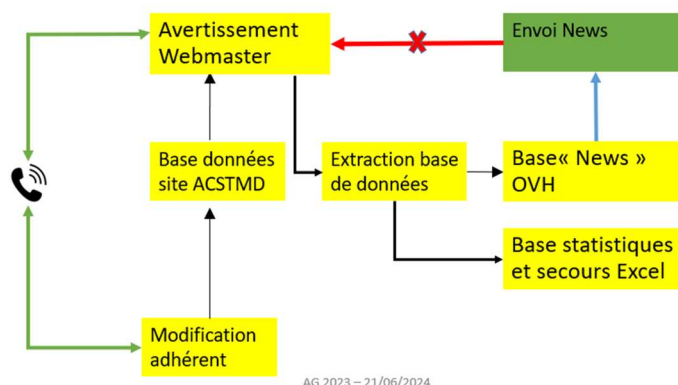 Avertissement
Webmaster
Envoi News
Base données
site ACSTMD
Extraction base
de données
Base« News »
OVH
Base statistiques
et secours Excel
Modification
adhérent
AG 2023 – 21/06/2024